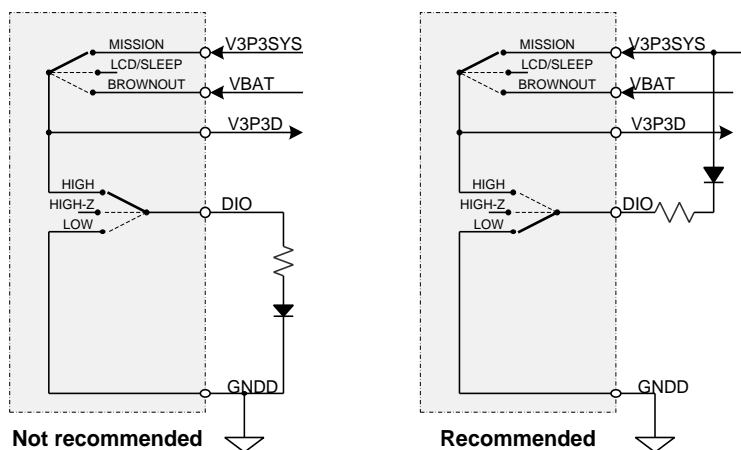 MISSION
V3P3SYS
LCD/SLEEP
BROWNOUT
VBAT
V3P3D
HIGH
HIGH-Z
DIO
LOW
GNDD
Not recommended
MISSION
V3P3SYS
LCD/SLEEP
BROWNOUT
VBAT
V3P3D
HIGH
HIGH-Z
DIO
LOW
GNDD
Recommended